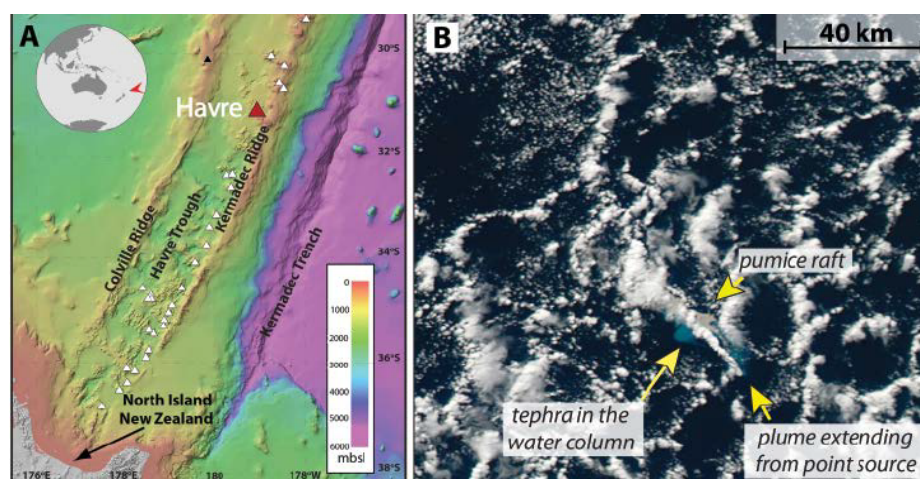 A
Havre
Colville Ridge
Havre Trough
Kermadec Ridge
Kermadec Trench
North Island
New Zealand
30°S
32°S
34°S
36°S
38°S
176°E
178°E
180
178°W
0
1000
2000
3000
4000
5000
6000
mbsl
B
40 km
pumice raft
tephra in the
water column
plume extending
from point source